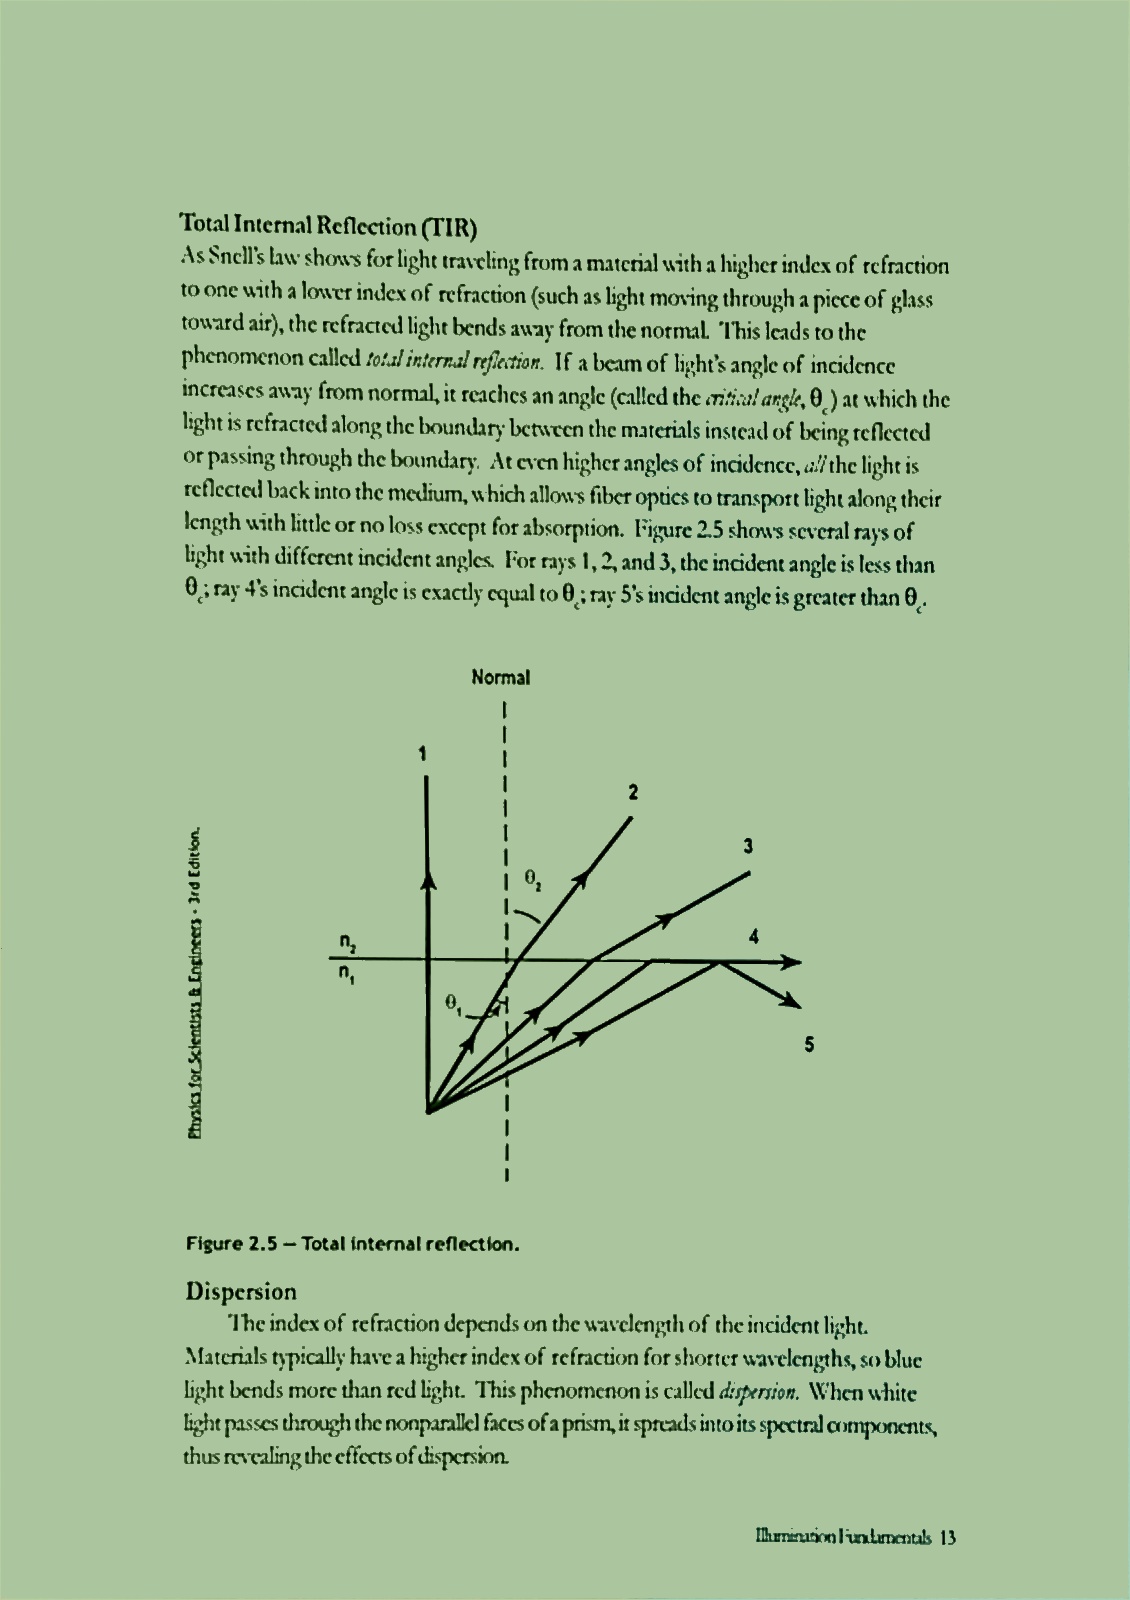 Total Internal Reflection (TIR)
As Snell's law shows for light traveling from a material with a higher index of refraction
to one with a lower index of refraction (such as light moving through a piece of glass
toward air), the refracted light bends away from the normal. This leads to the
phenomenon called total internal reflection. If a beam of light's angle of incidence
increases away from normal, it reaches an angle (called the critical angle, θc) at which the
light is refracted along the boundary between the materials instead of being reflected
or passing through the boundary. At even higher angles of incidence, all the light is
reflected back into the medium, which allows fiber optics to transport light along their
length with little or no loss except for absorption. Figure 2.5 shows several rays of
light with different incident angles. For rays 1, 2, and 3, the incident angle is less than
θc; ray 4's incident angle is exactly equal to θc; ray 5's incident angle is greater than θc.
Normal
1
2
3
θ2
4
n2
n1
θ1
5
Physics for Scientists & Engineers - 3rd Edition.
Figure 2.5 – Total internal reflection.
Dispersion
The index of refraction depends on the wavelength of the incident light.
Materials typically have a higher index of refraction for shorter wavelengths, so blue
light bends more than red light. This phenomenon is called dispersion. When white
light passes through the nonparallel faces of a prism, it spreads into its spectral components,
thus revealing the effects of dispersion.
Illumination Fundamentals 13